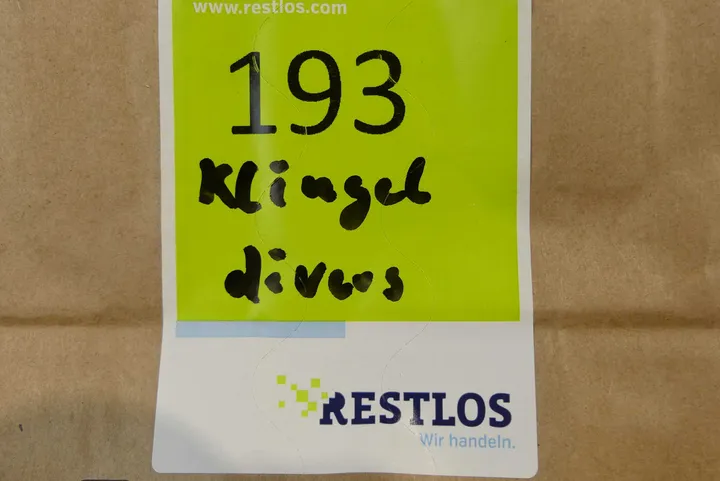 www.restlos.com
193
Klingel
divers
RESTLOS
Wir handeln.